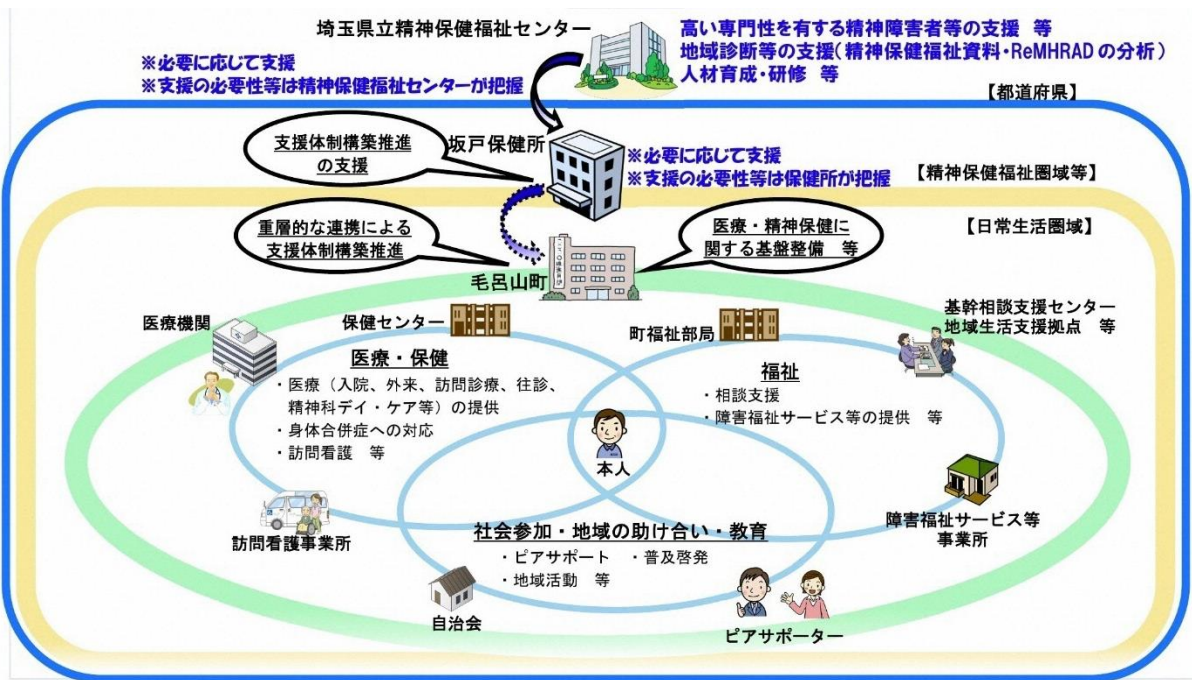 埼玉県立精神保健福祉センター
高い専門性を有する精神障害者等の支援 等
地域診断等の支援(精神保健福祉資料・ReMHRADの分析)
人材育成・研修 等
※必要に応じて支援
※支援の必要性等は精神保健福祉センターが把握
【都道府県】
支援体制構築推進
の支援
坂戸保健所
※必要に応じて支援
※支援の必要性等は保健所が把握
【精神保健福祉圏域等】
重層的な連携による
支援体制構築推進
医療・精神保健に
関する基盤整備 等
【日常生活圏域】
毛呂山町
医療機関
保健センター
町福祉部局
基幹相談支援センター
地域生活支援拠点 等
医療・保健
・医療(入院、外来、訪問診療、往診、
精神科デイ・ケア等)の提供
・身体合併症への対応
・訪問看護 等
福祉
・相談支援
・障害福祉サービス等の提供 等
本人
訪問看護事業所
障害福祉サービス等
事業所
社会参加・地域の助け合い・教育
・ピアサポート ・普及啓発
・地域活動 等
自治会
ピアサポーター